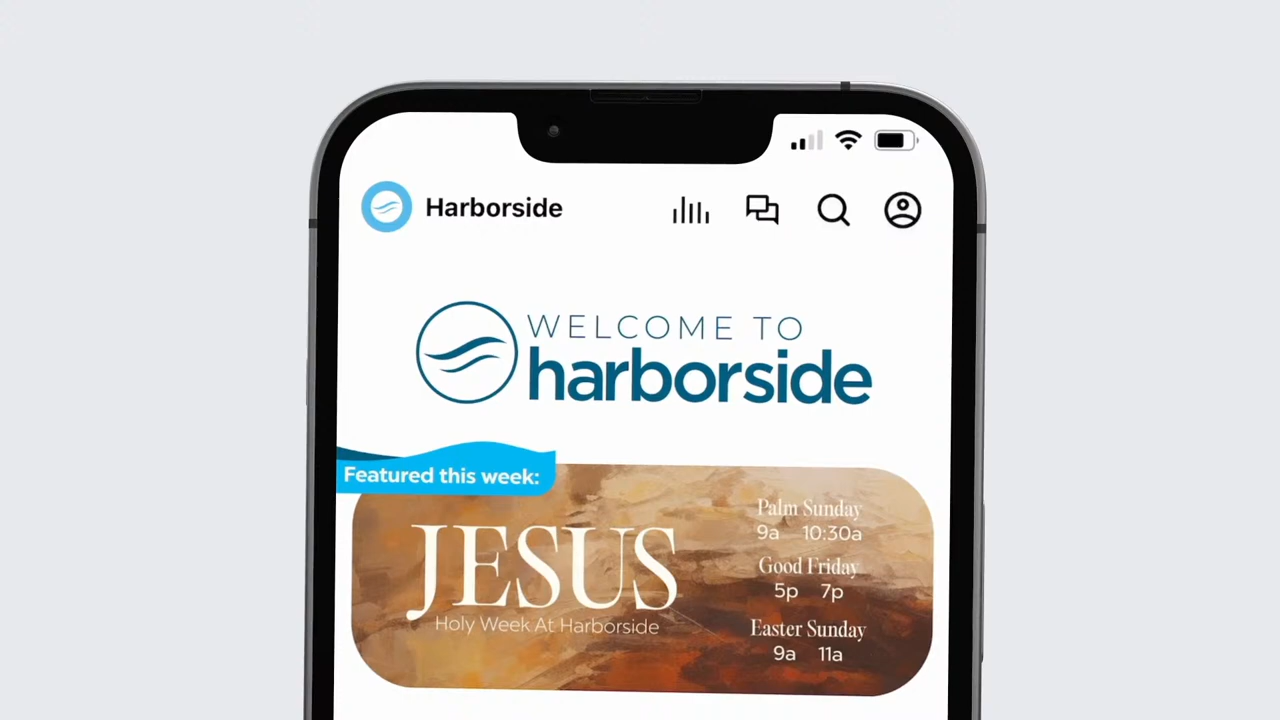 Harborside
WELCOME TO
harborside
Featured this week:
JESUS
Holy Week At Harborside
Palm Sunday
9a 10:30a
Good Friday
5p 7p
Easter Sunday
9a 11a